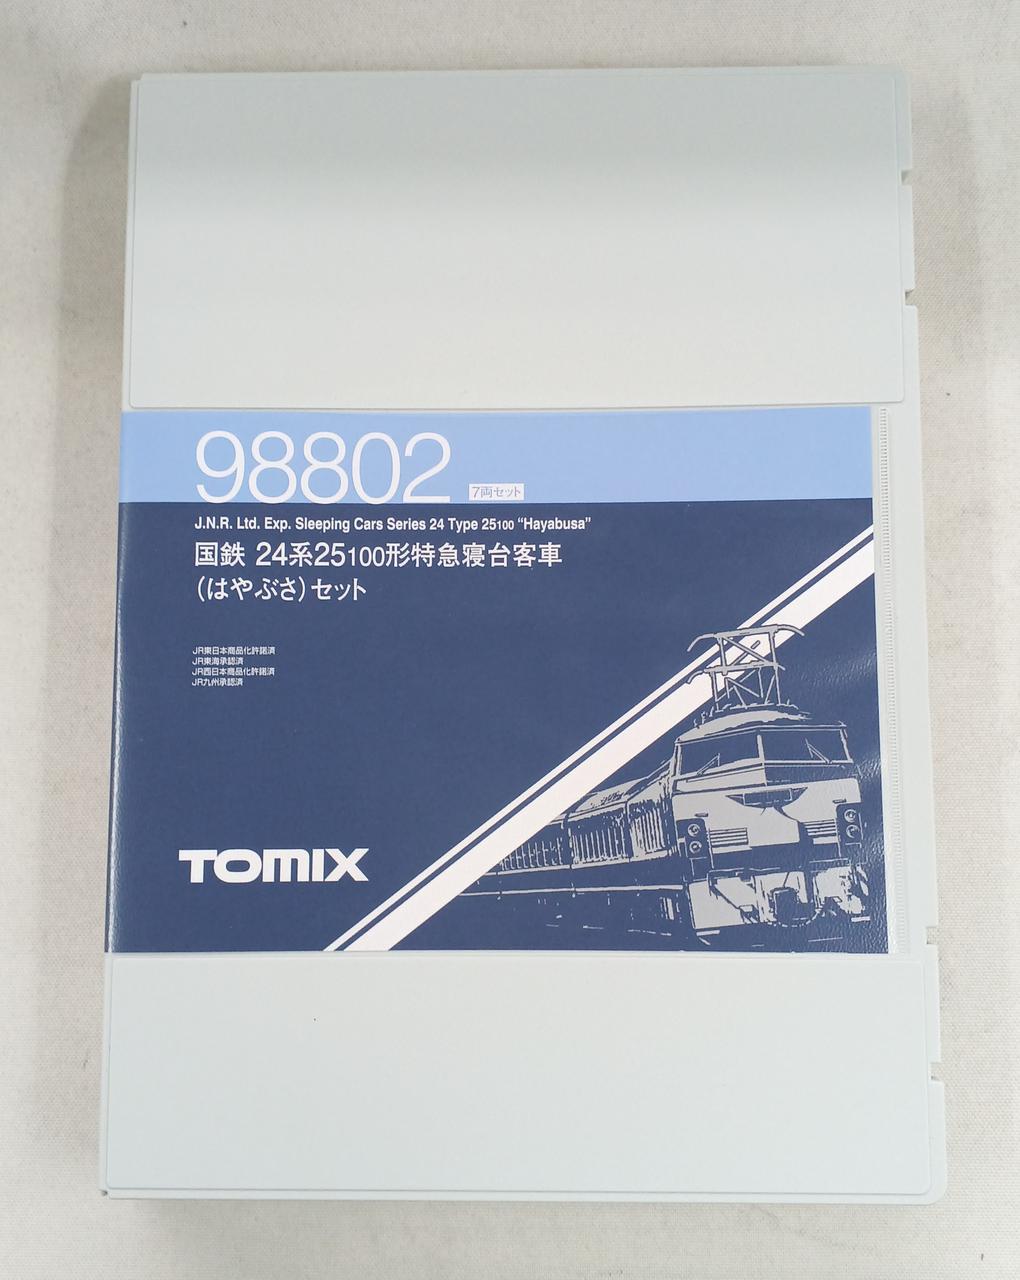 98802 7両セット
J.N.R. Ltd. Exp. Sleeping Cars Series 24 Type 25100 “Hayabusa”
国鉄 24系25100形特急寝台客車
（はやぶさ）セット
JR東日本商品化許諾済
JR東海承認済
JR西日本商品化許諾済
JR九州承認済
TOMIX